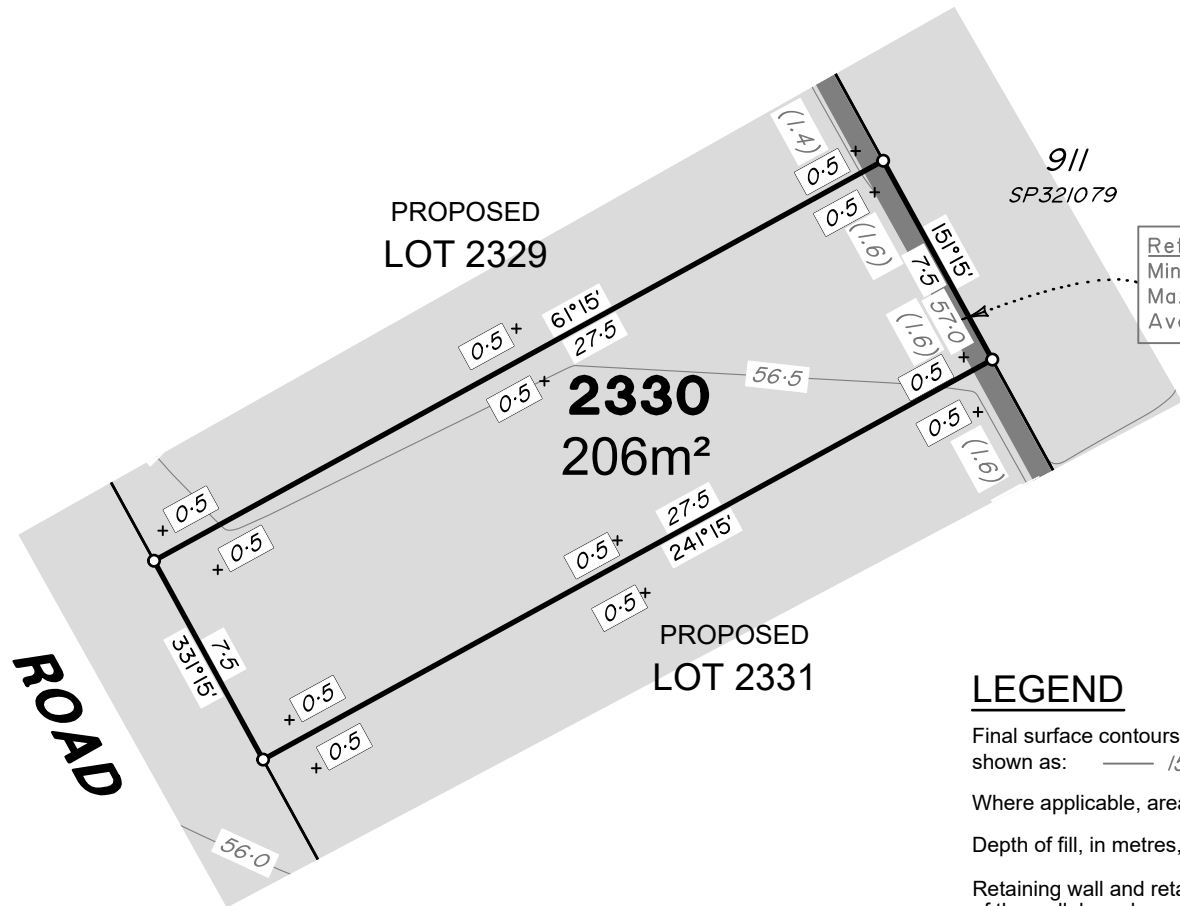 (1.4)
0·5
911
SP321079
PROPOSED
LOT 2329
0·5
(1.6)
151°15'
7·5
57·0
Min
61°15'
27·5
0·5
(1.6)
0·5
0·5
56·5
2330
206m²
0·5
(1.6)
0·5
0·5
27·5
241°15'
0·5
0·5
PROPOSED
LOT 2331
331°15'
7·5
ROAD
0·5
0·5
56·0
LEGEND
Final surface contours
shown as:
Where applicable,
Depth of fill, in metres,
Retaining wall and